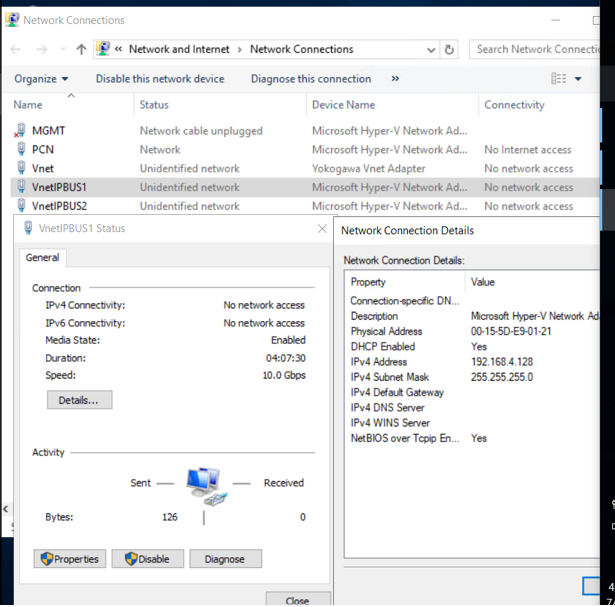 Network Connections
« Network and Internet › Network Connections
Search Network Connectio
Organize Disable this network device Diagnose this connection »
Name Status Device Name Connectivity
MGMT Network cable unplugged Microsoft Hyper-V Network Ad...
PCN Network Microsoft Hyper-V Network Ad... No Internet access
Vnet Unidentified network Yokogawa Vnet Adapter No network access
VnetIPBUS1 Unidentified network Microsoft Hyper-V Network Ad... No network access
VnetIPBUS2 Unidentified network Microsoft Hyper-V Network Ad... No network access
VnetIPBUS1 Status
General
Connection
IPv4 Connectivity: No network access
IPv6 Connectivity: No network access
Media State: Enabled
Duration: 04:07:30
Speed: 10.0 Gbps
Details...
Activity
Sent — — Received
Bytes: 126 0
Properties Disable Diagnose
Close
Network Connection Details
Network Connection Details:
Property Value
Connection-specific DN...
Description Microsoft Hyper-V Network Ad
Physical Address 00-15-5D-E9-01-21
DHCP Enabled Yes
IPv4 Address 192.168.4.128
IPv4 Subnet Mask 255.255.255.0
IPv4 Default Gateway
IPv4 DNS Server
IPv4 WINS Server
NetBIOS over Tcpip En... Yes